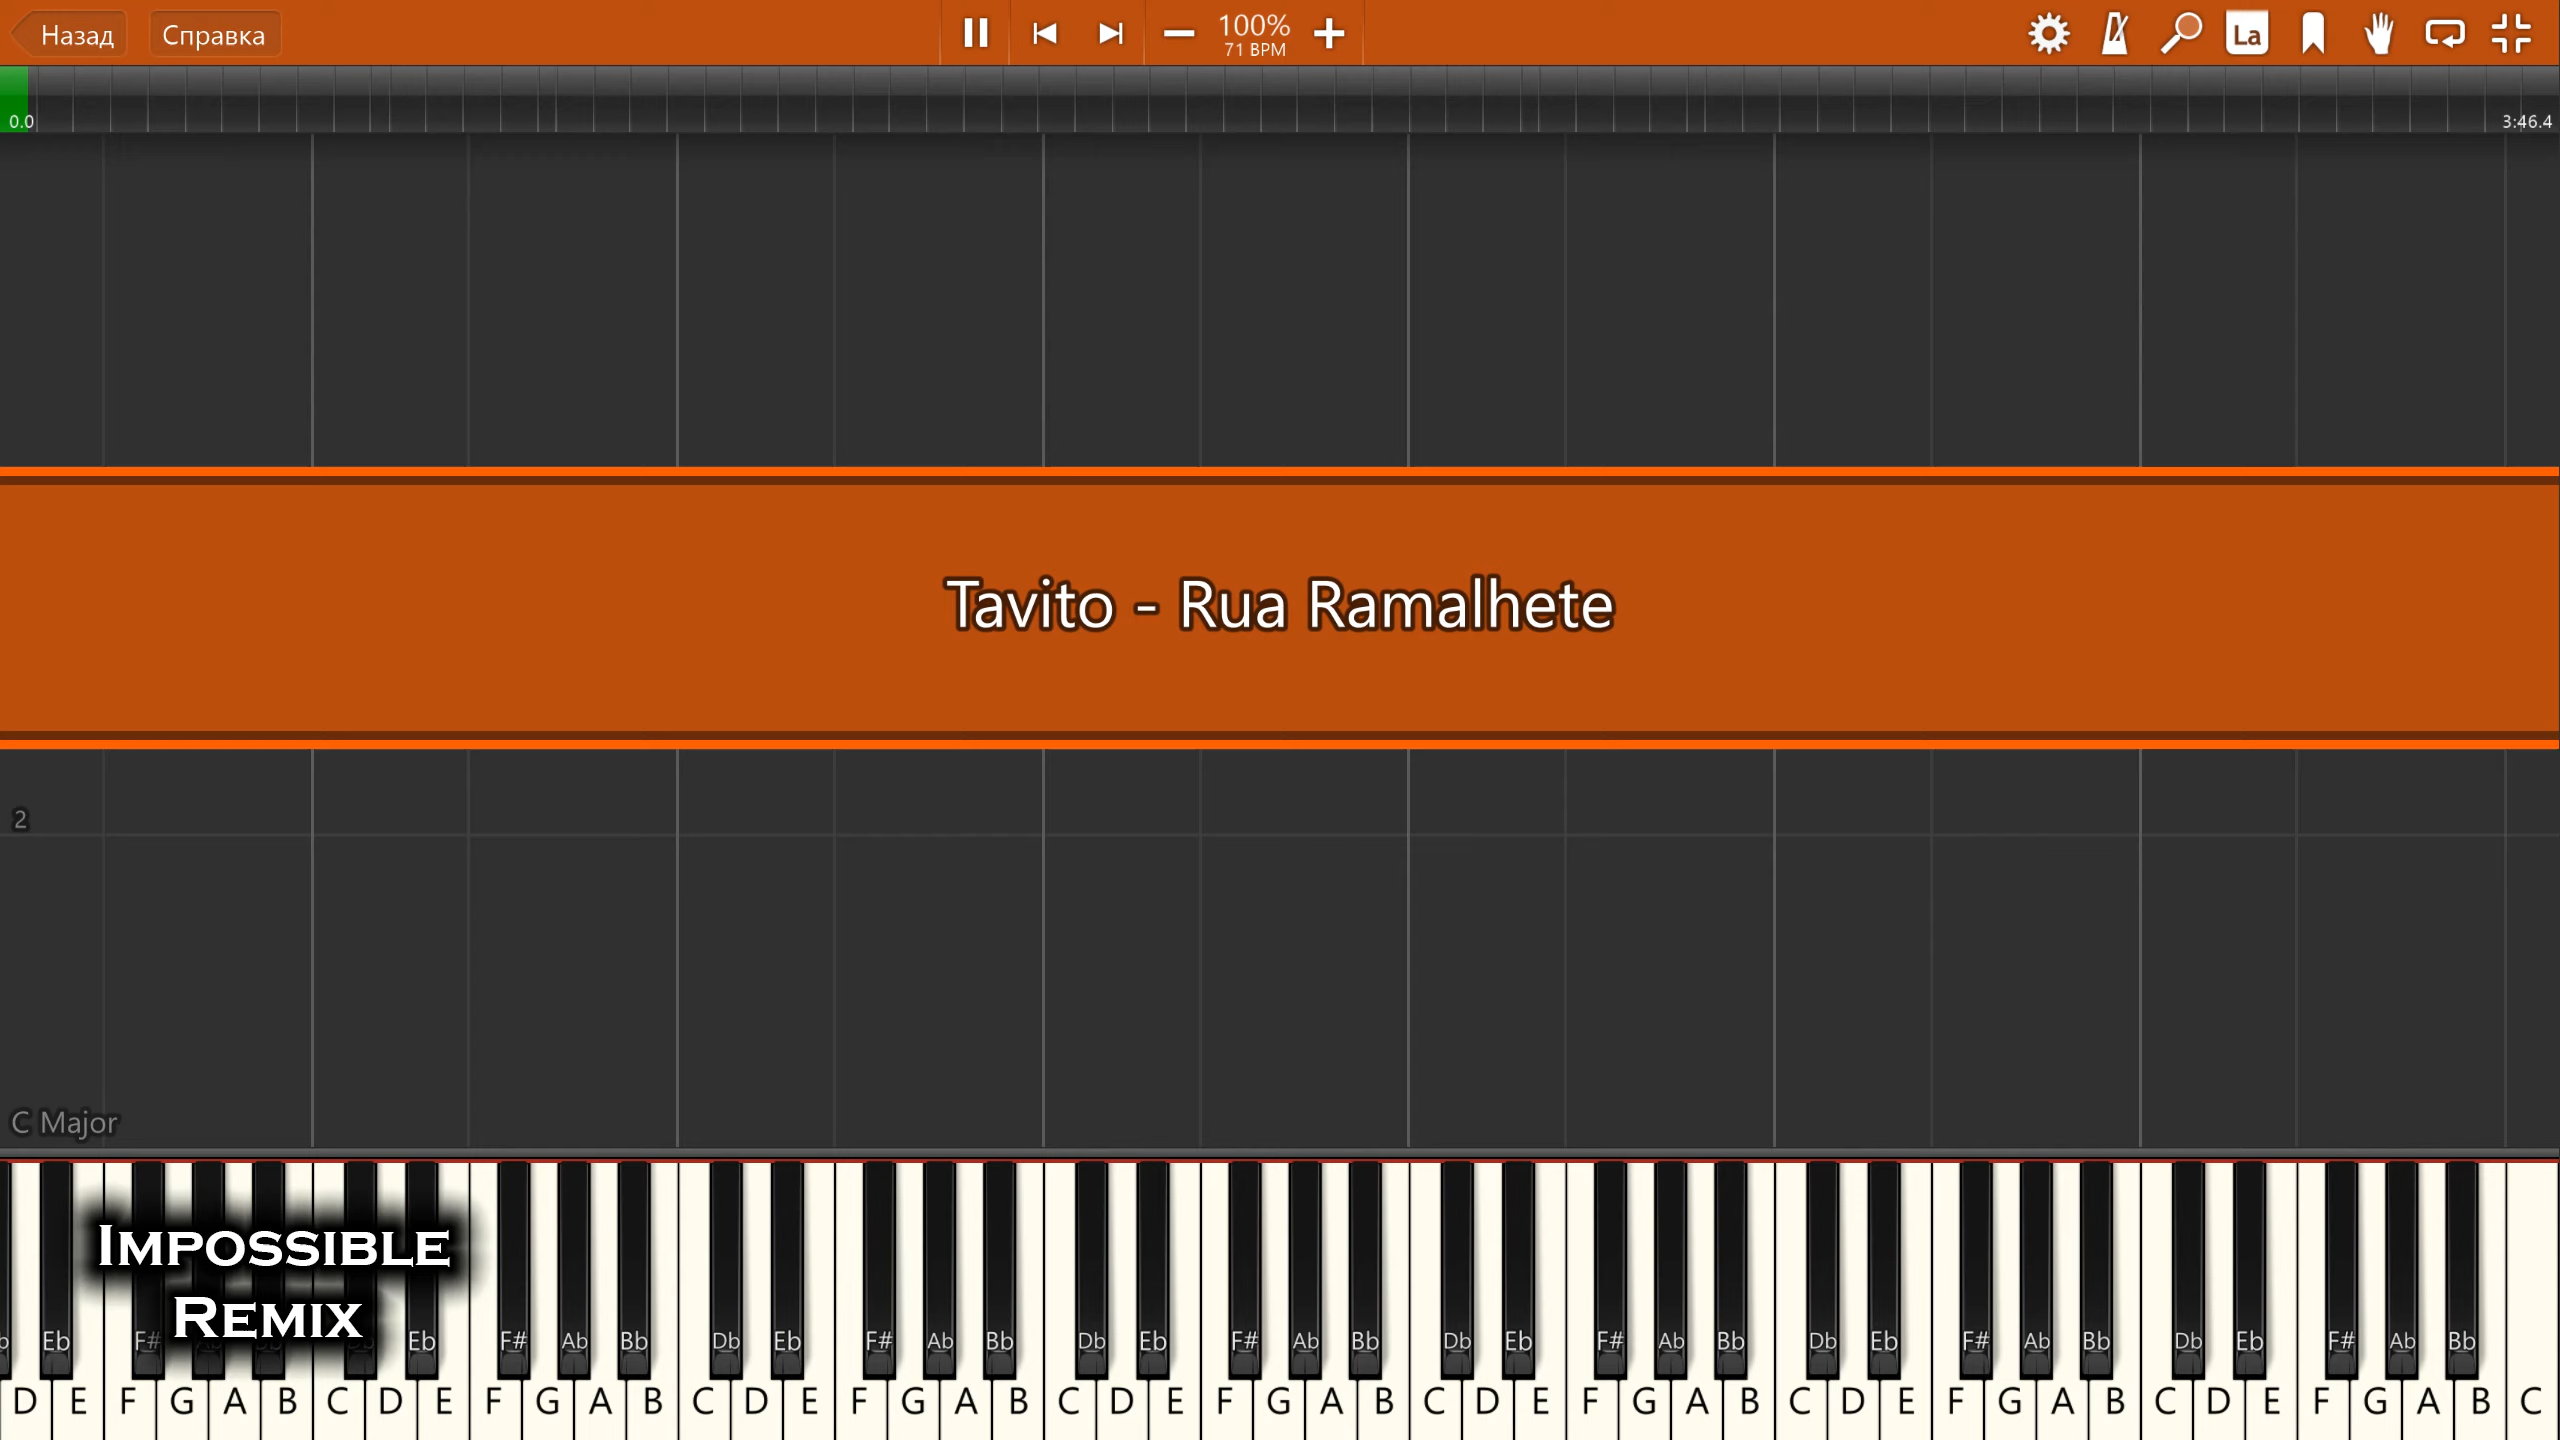 Назад Справка 100% La
71 BPM
0.0 3:46.4
Tavito - Rua Ramalhete
2
C Major
Impossible
Remix
Eb F# Eb F# Ab Bb Db Eb F# Ab Bb Db Eb F# Ab Bb Db Eb F# Ab Bb Db Eb F# Ab Bb Db Eb F# Ab Bb
D E F G A B C D E F G A B C D E F G A B C D E F G A B C D E F G A B C D E F G A B C D E F G A B C